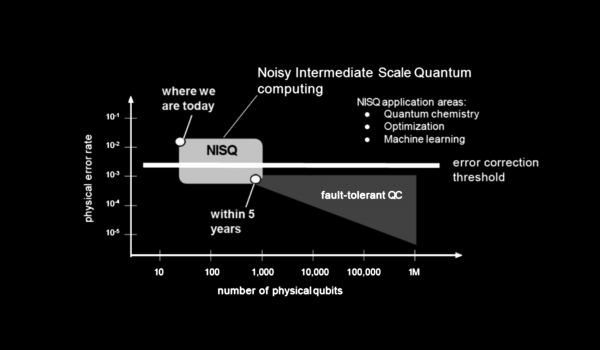 Noisy Intermediate Scale Quantum
computing
where we
are today
NISQ application areas:
Quantum chemistry
Optimization
Machine learning
10-1
10-2
10-3
10-4
10-5
physical error rate
NISQ
error correction
threshold
fault-tolerant QC
within 5
years
10
100
1,000
10,000
100,000
1M
number of physical qubits